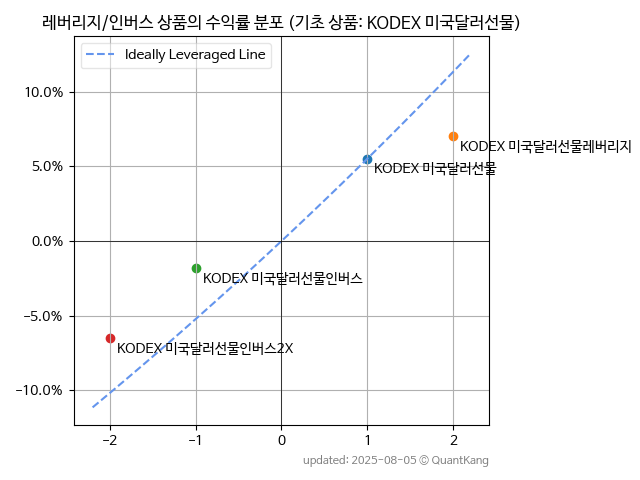 레버리지/인버스 상품의 수익률 분포 (기초 상품: KODEX 미국달러선물)
Ideally Leveraged Line
10.0%
KODEX 미국달러선물레버리지
5.0%
KODEX 미국달러선물
0.0%
KODEX 미국달러선물인버스
−5.0%
KODEX 미국달러선물인버스2X
−10.0%
−2 −1 0 1 2
updated: 2025-08-05 © QuantKang